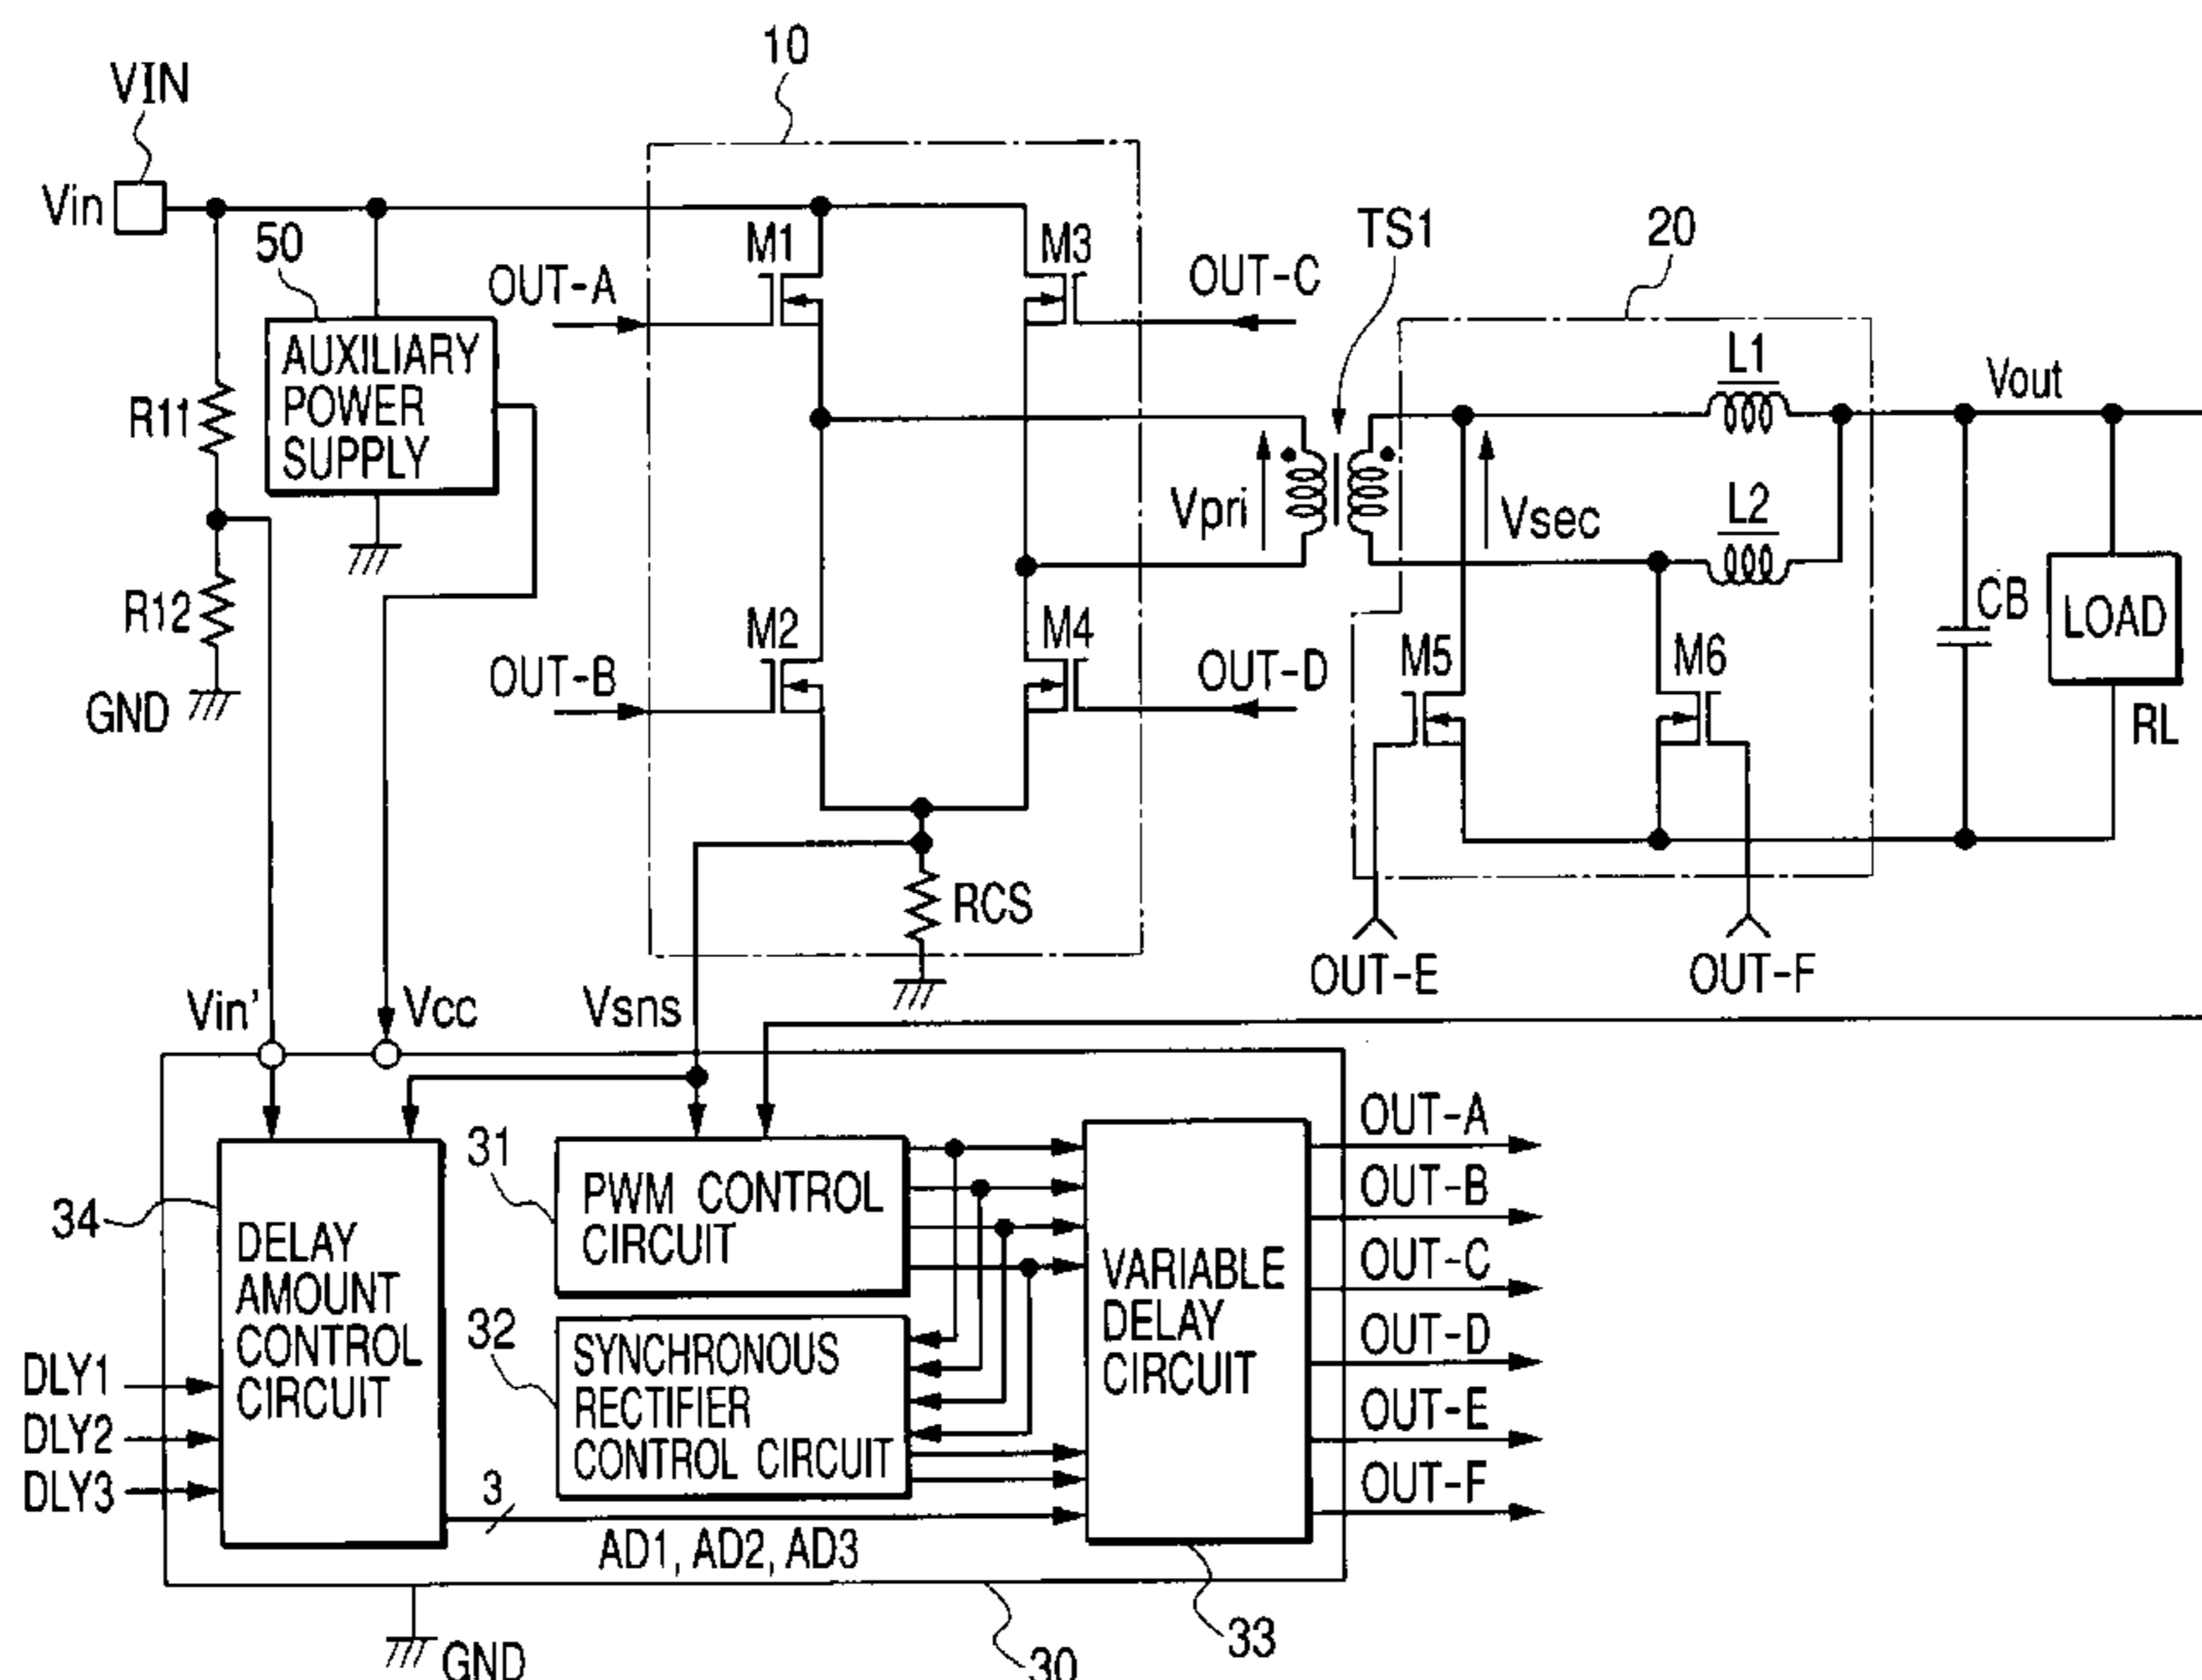 10
VIN
Vin
50
M1
M3
TS1
20
OUT-A
OUT-C
AUXILIARY
POWER
SUPPLY
R11
L1
Vout
Vpri
Vsec
L2
R12
CB
LOAD
M2
M4
M5
M6
OUT-B
OUT-D
GND
RL
RCS
OUT-E
OUT-F
Vin'
Vcc
Vsns
31
PWM CONTROL
CIRCUIT
34
DELAY
AMOUNT
CONTROL
CIRCUIT
32
SYNCHRONOUS
RECTIFIER
CONTROL CIRCUIT
VARIABLE
DELAY
CIRCUIT
OUT-A
OUT-B
OUT-C
OUT-D
OUT-E
OUT-F
DLY1
DLY2
DLY3
3
AD1, AD2, AD3
33
GND
30